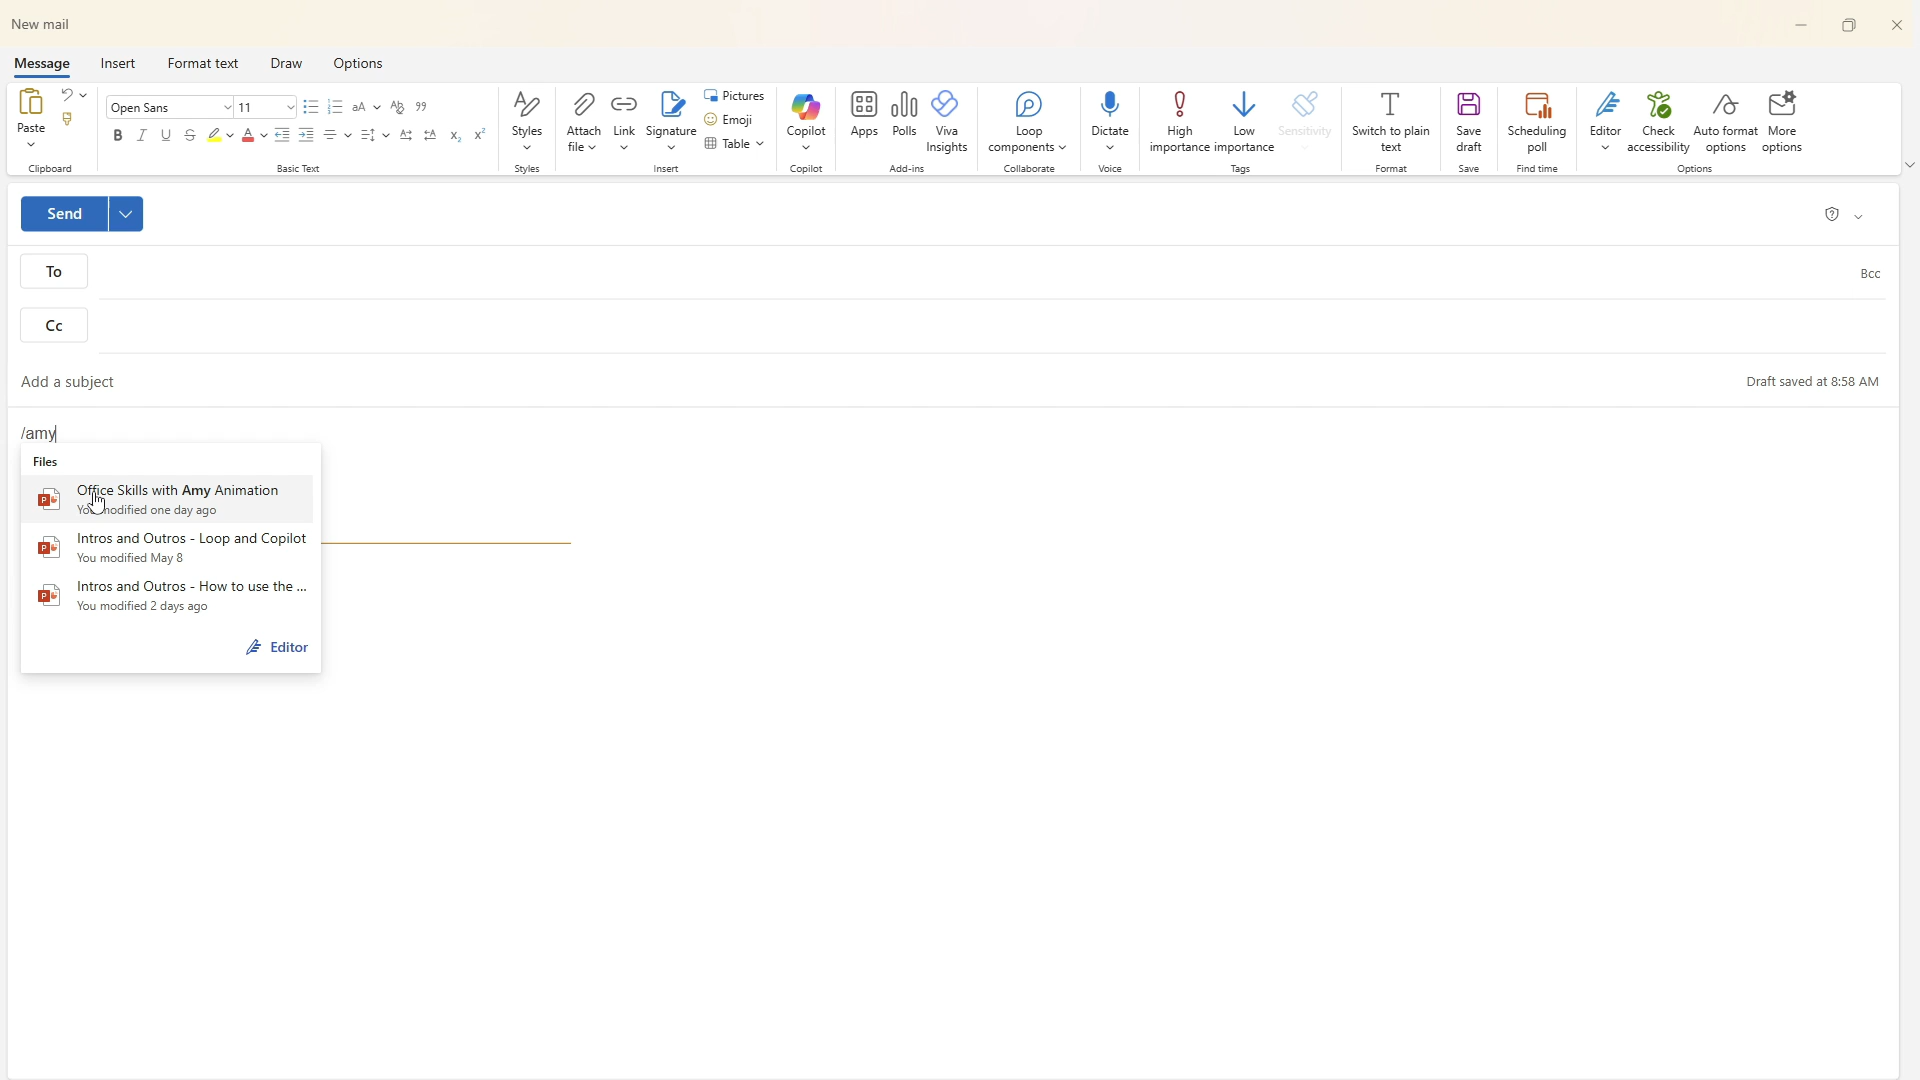 New mail
Message Insert Format text Draw Options
Paste
Clipboard
Open Sans 11
Basic Text
Styles
Styles
Attach file
Link
Signature
Pictures
Emoji
Table
Insert
Copilot
Copilot
Apps
Polls
Viva Insights
Add-ins
Loop components
Collaborate
Dictate
Voice
High importance
Low importance
Sensitivity
Tags
Switch to plain text
Format
Save draft
Save
Scheduling poll
Find time
Editor
Check accessibility
Auto format options
More options
Options
Send
To
Bcc
Cc
Add a subject
Draft saved at 8:58 AM
/amy
Files
Office Skills with Amy Animation
You modified one day ago
Intros and Outros - Loop and Copilot
You modified May 8
Intros and Outros - How to use the ...
You modified 2 days ago
Editor